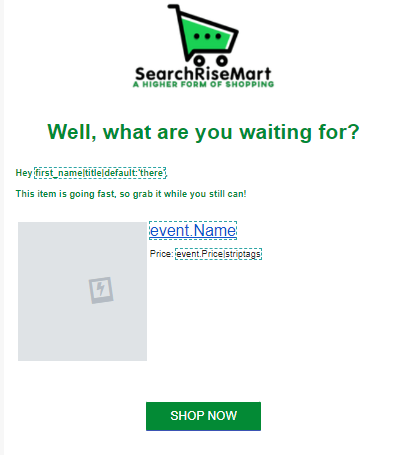 SearchRiseMart
A HIGHER FORM OF SHOPPING
Well, what are you waiting for?
Hey first_name|title|default:'there',
This item is going fast, so grab it while you still can!
event.Name
Price: event.Price|striptags
SHOP NOW